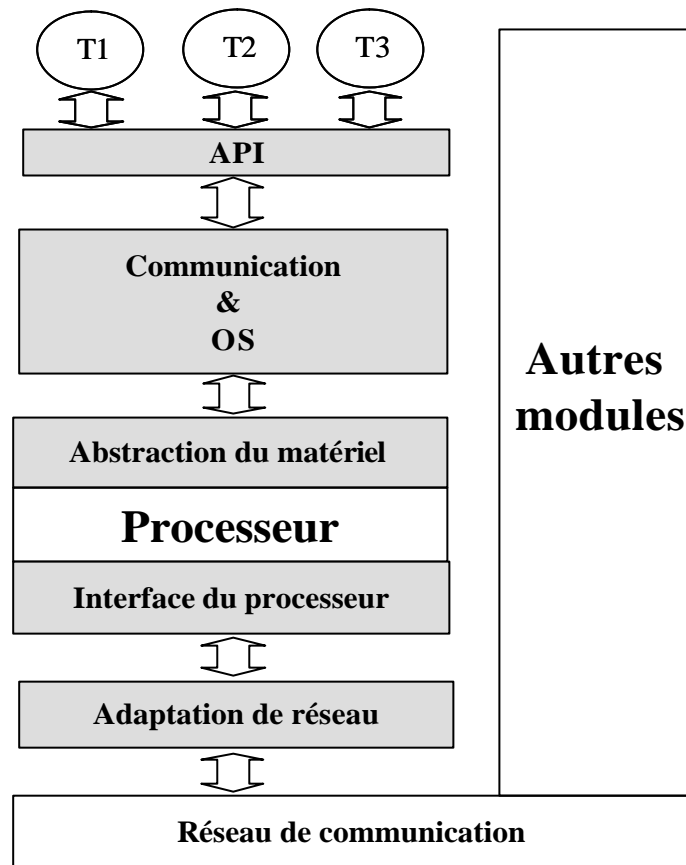 T1
T2
T3
API
Communication
&
OS
Autres
modules
Abstraction du matériel
Processeur
Interface du processeur
Adaptation de réseau
Réseau de communication